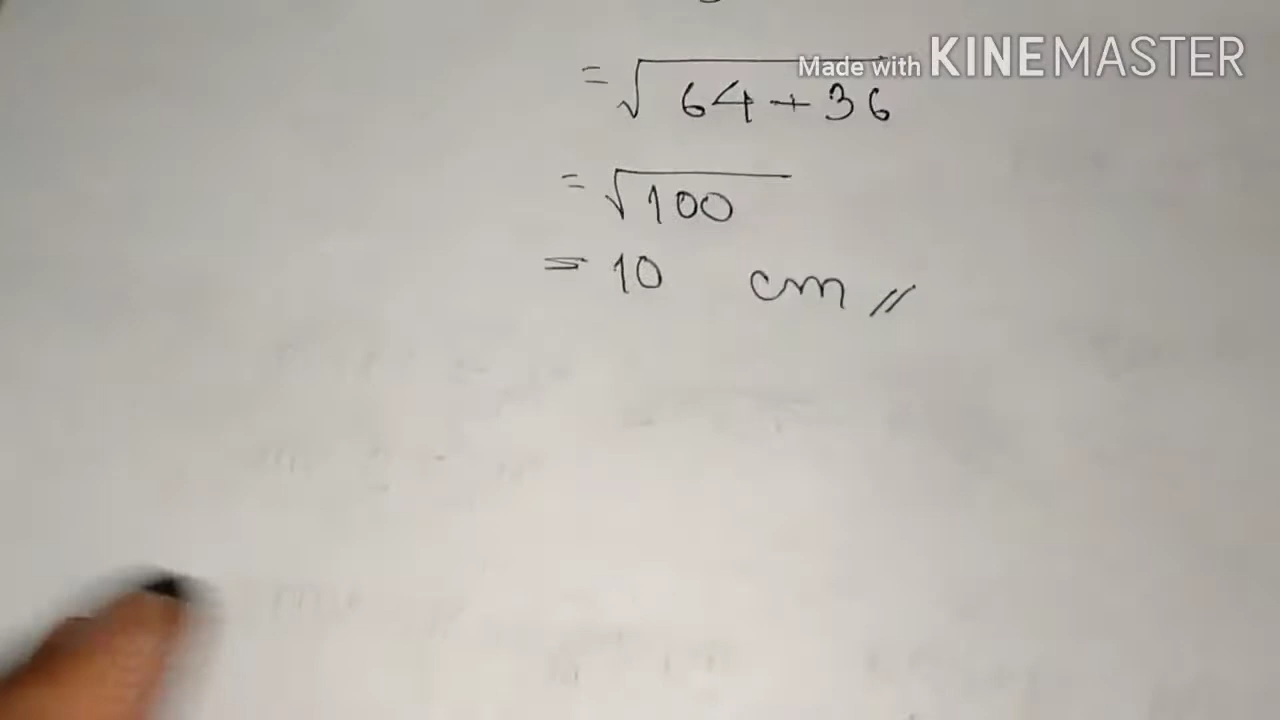 Made with KINEMASTER
= √64 + 36
= √100
= 10 cm //